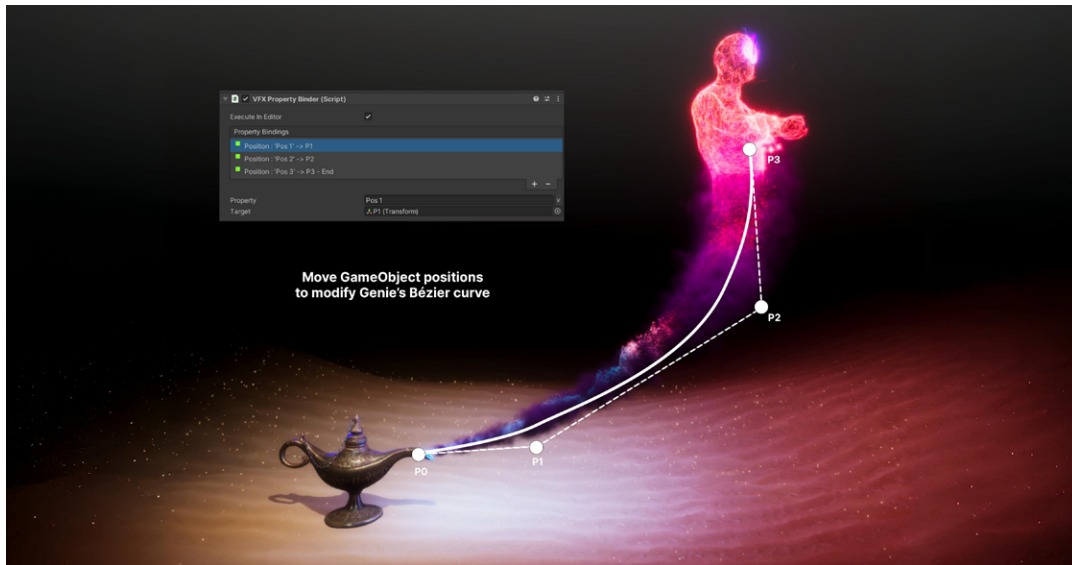 VFX Property Binder (Script)
Execute In Editor
Property Bindings
Position : 'Pos 1' -> P1
Position : 'Pos 2' -> P2
Position : 'Pos 3' -> P3 - End
+ −
Property Pos 1
Target P1 (Transform)
Move GameObject positions
to modify Genie's Bézier curve
P3
P2
P1
P0